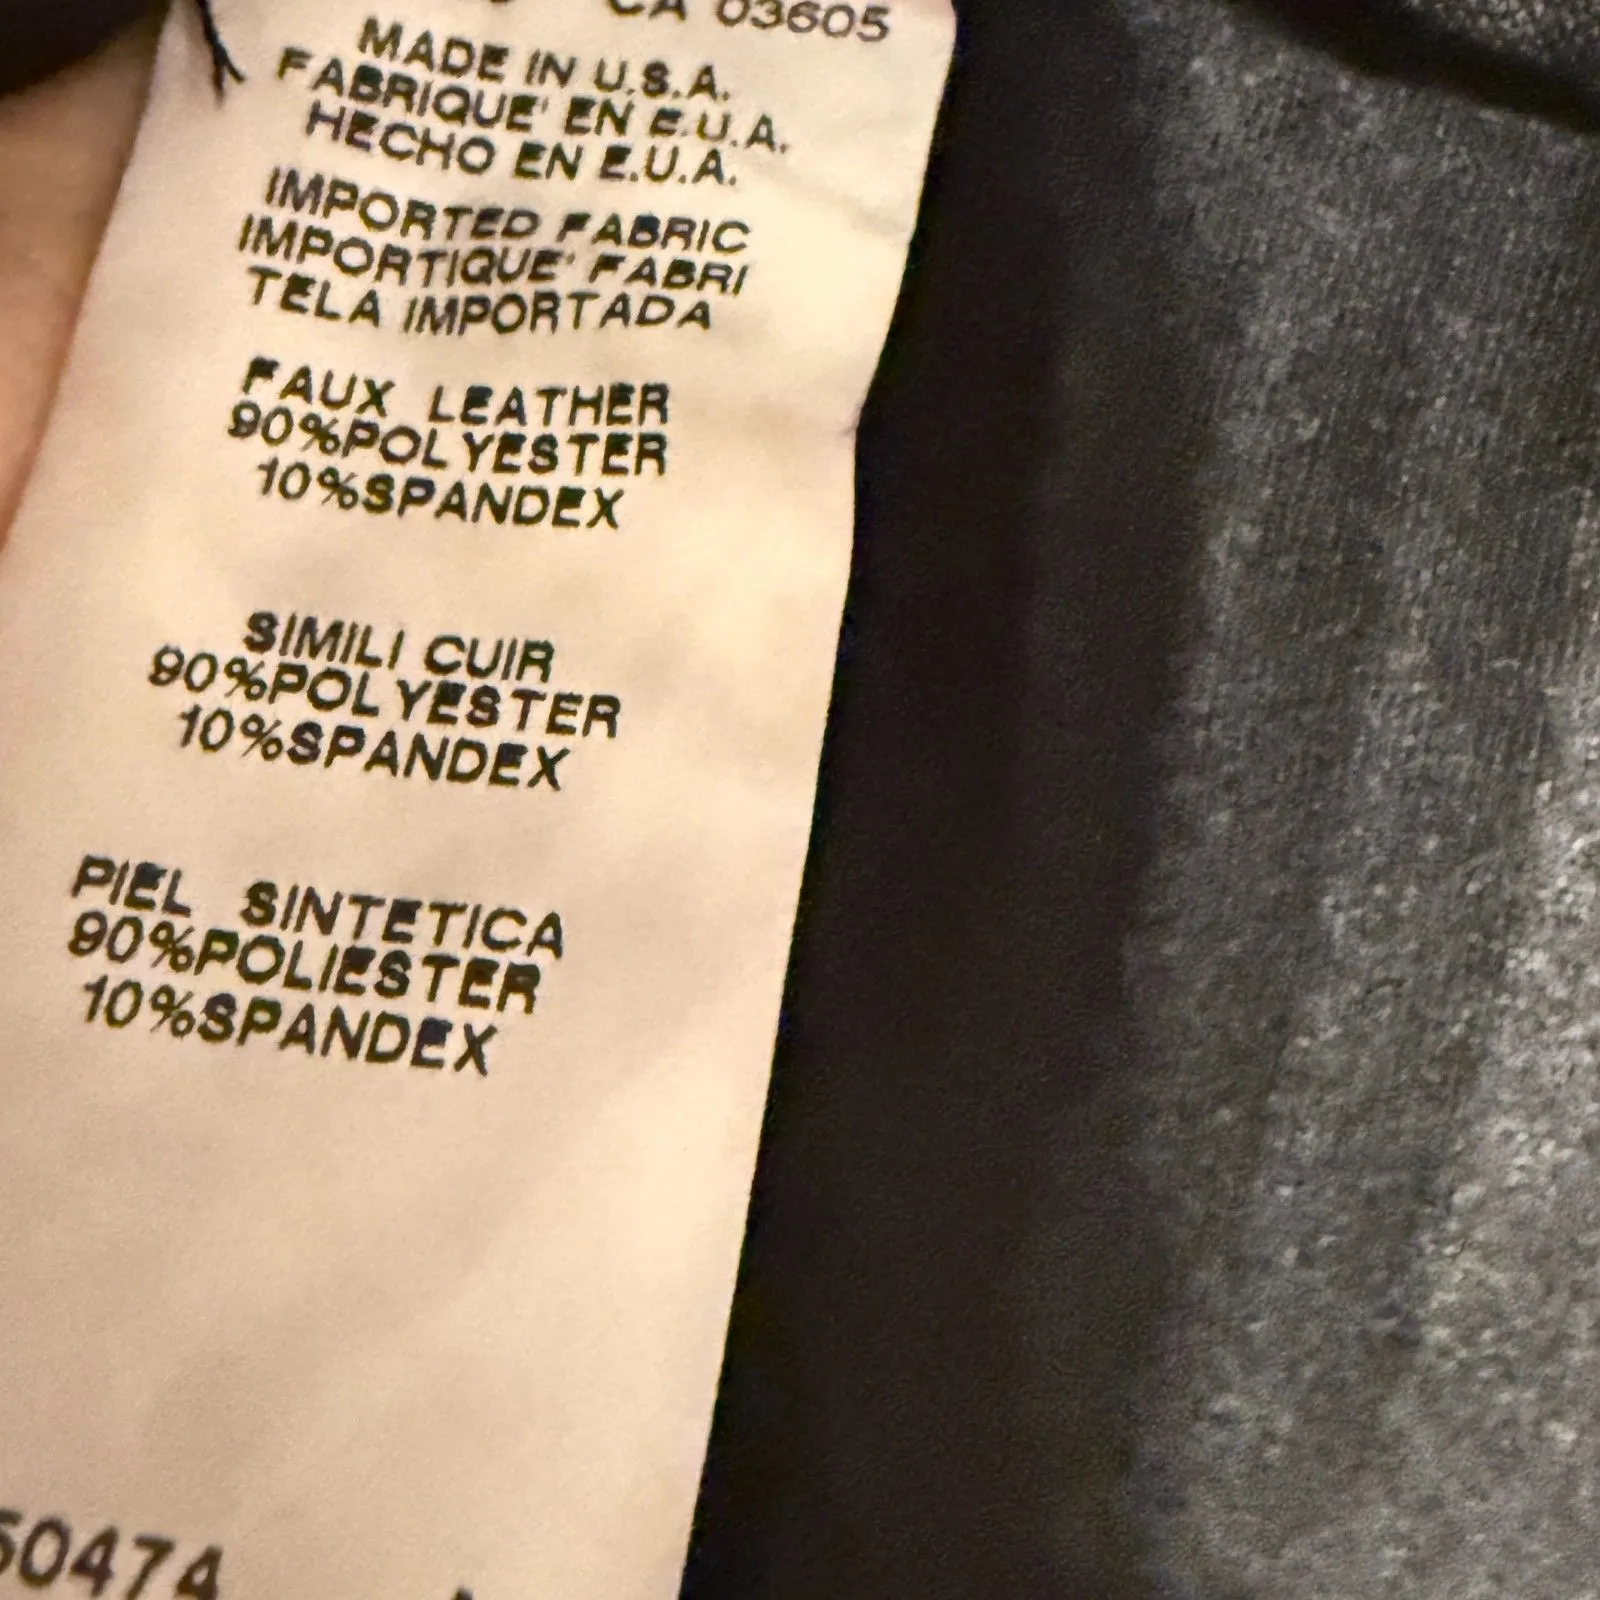 CA 03605
MADE IN U.S.A.
FABRIQUE' EN E.U.A.
HECHO EN E.U.A.
IMPORTED FABRIC
IMPORTIQUE' FABRI
TELA IMPORTADA
FAUX LEATHER
90%POLYESTER
10%SPANDEX
SIMILI CUIR
90%POLYESTER
10%SPANDEX
PIEL SINTETICA
90%POLIESTER
10%SPANDEX
50474